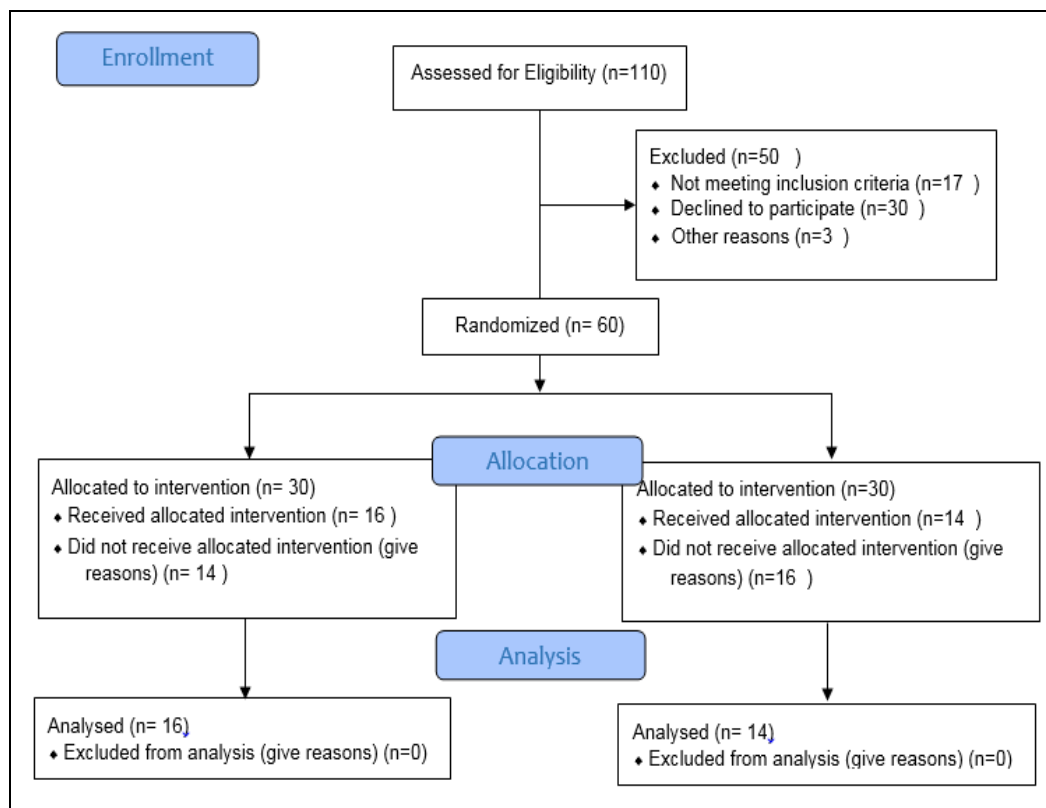 Enrollment
Assessed for Eligibility (n=110)
Excluded (n=50 )
⬥ Not meeting inclusion criteria (n=17 )
⬥ Declined to participate (n=30 )
⬥ Other reasons (n=3 )
Randomized (n= 60)
Allocation
Allocated to intervention (n= 30)
⬥ Received allocated intervention (n= 16 )
⬥ Did not receive allocated intervention (give
reasons) (n= 14 )
Allocated to intervention (n=30)
⬥ Received allocated intervention (n=14 )
⬥ Did not receive allocated intervention (give
reasons) (n=16 )
Analysis
Analysed (n= 16)
⬥ Excluded from analysis (give reasons) (n=0)
Analysed (n= 14)
⬥ Excluded from analysis (give reasons) (n=0)